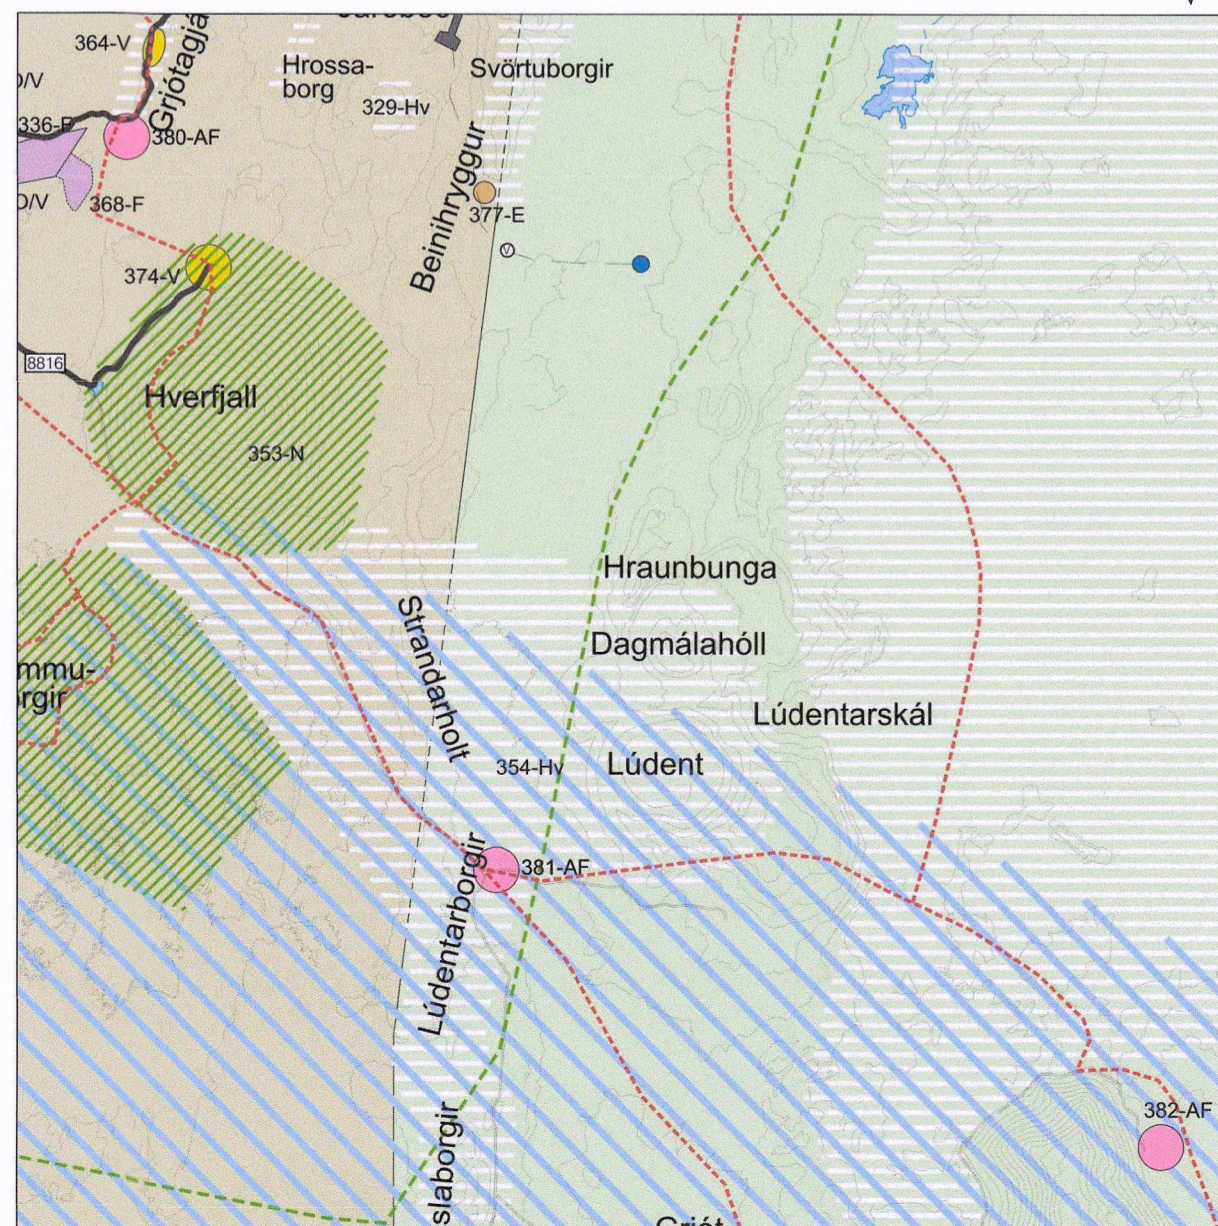 364-V
Grjótagjá
Hrossa-
borg
329-Hv
Svörtuborgir
380-AF
368-F
Beinihryggur
377-E
V
374-V
8816
Hverfjall
353-N
Hraunbunga
Strandarholt
Dagmálahóll
Lúdentarskál
354-Hv
Lúdent
381-AF
Lúdentarborgir
382-AF